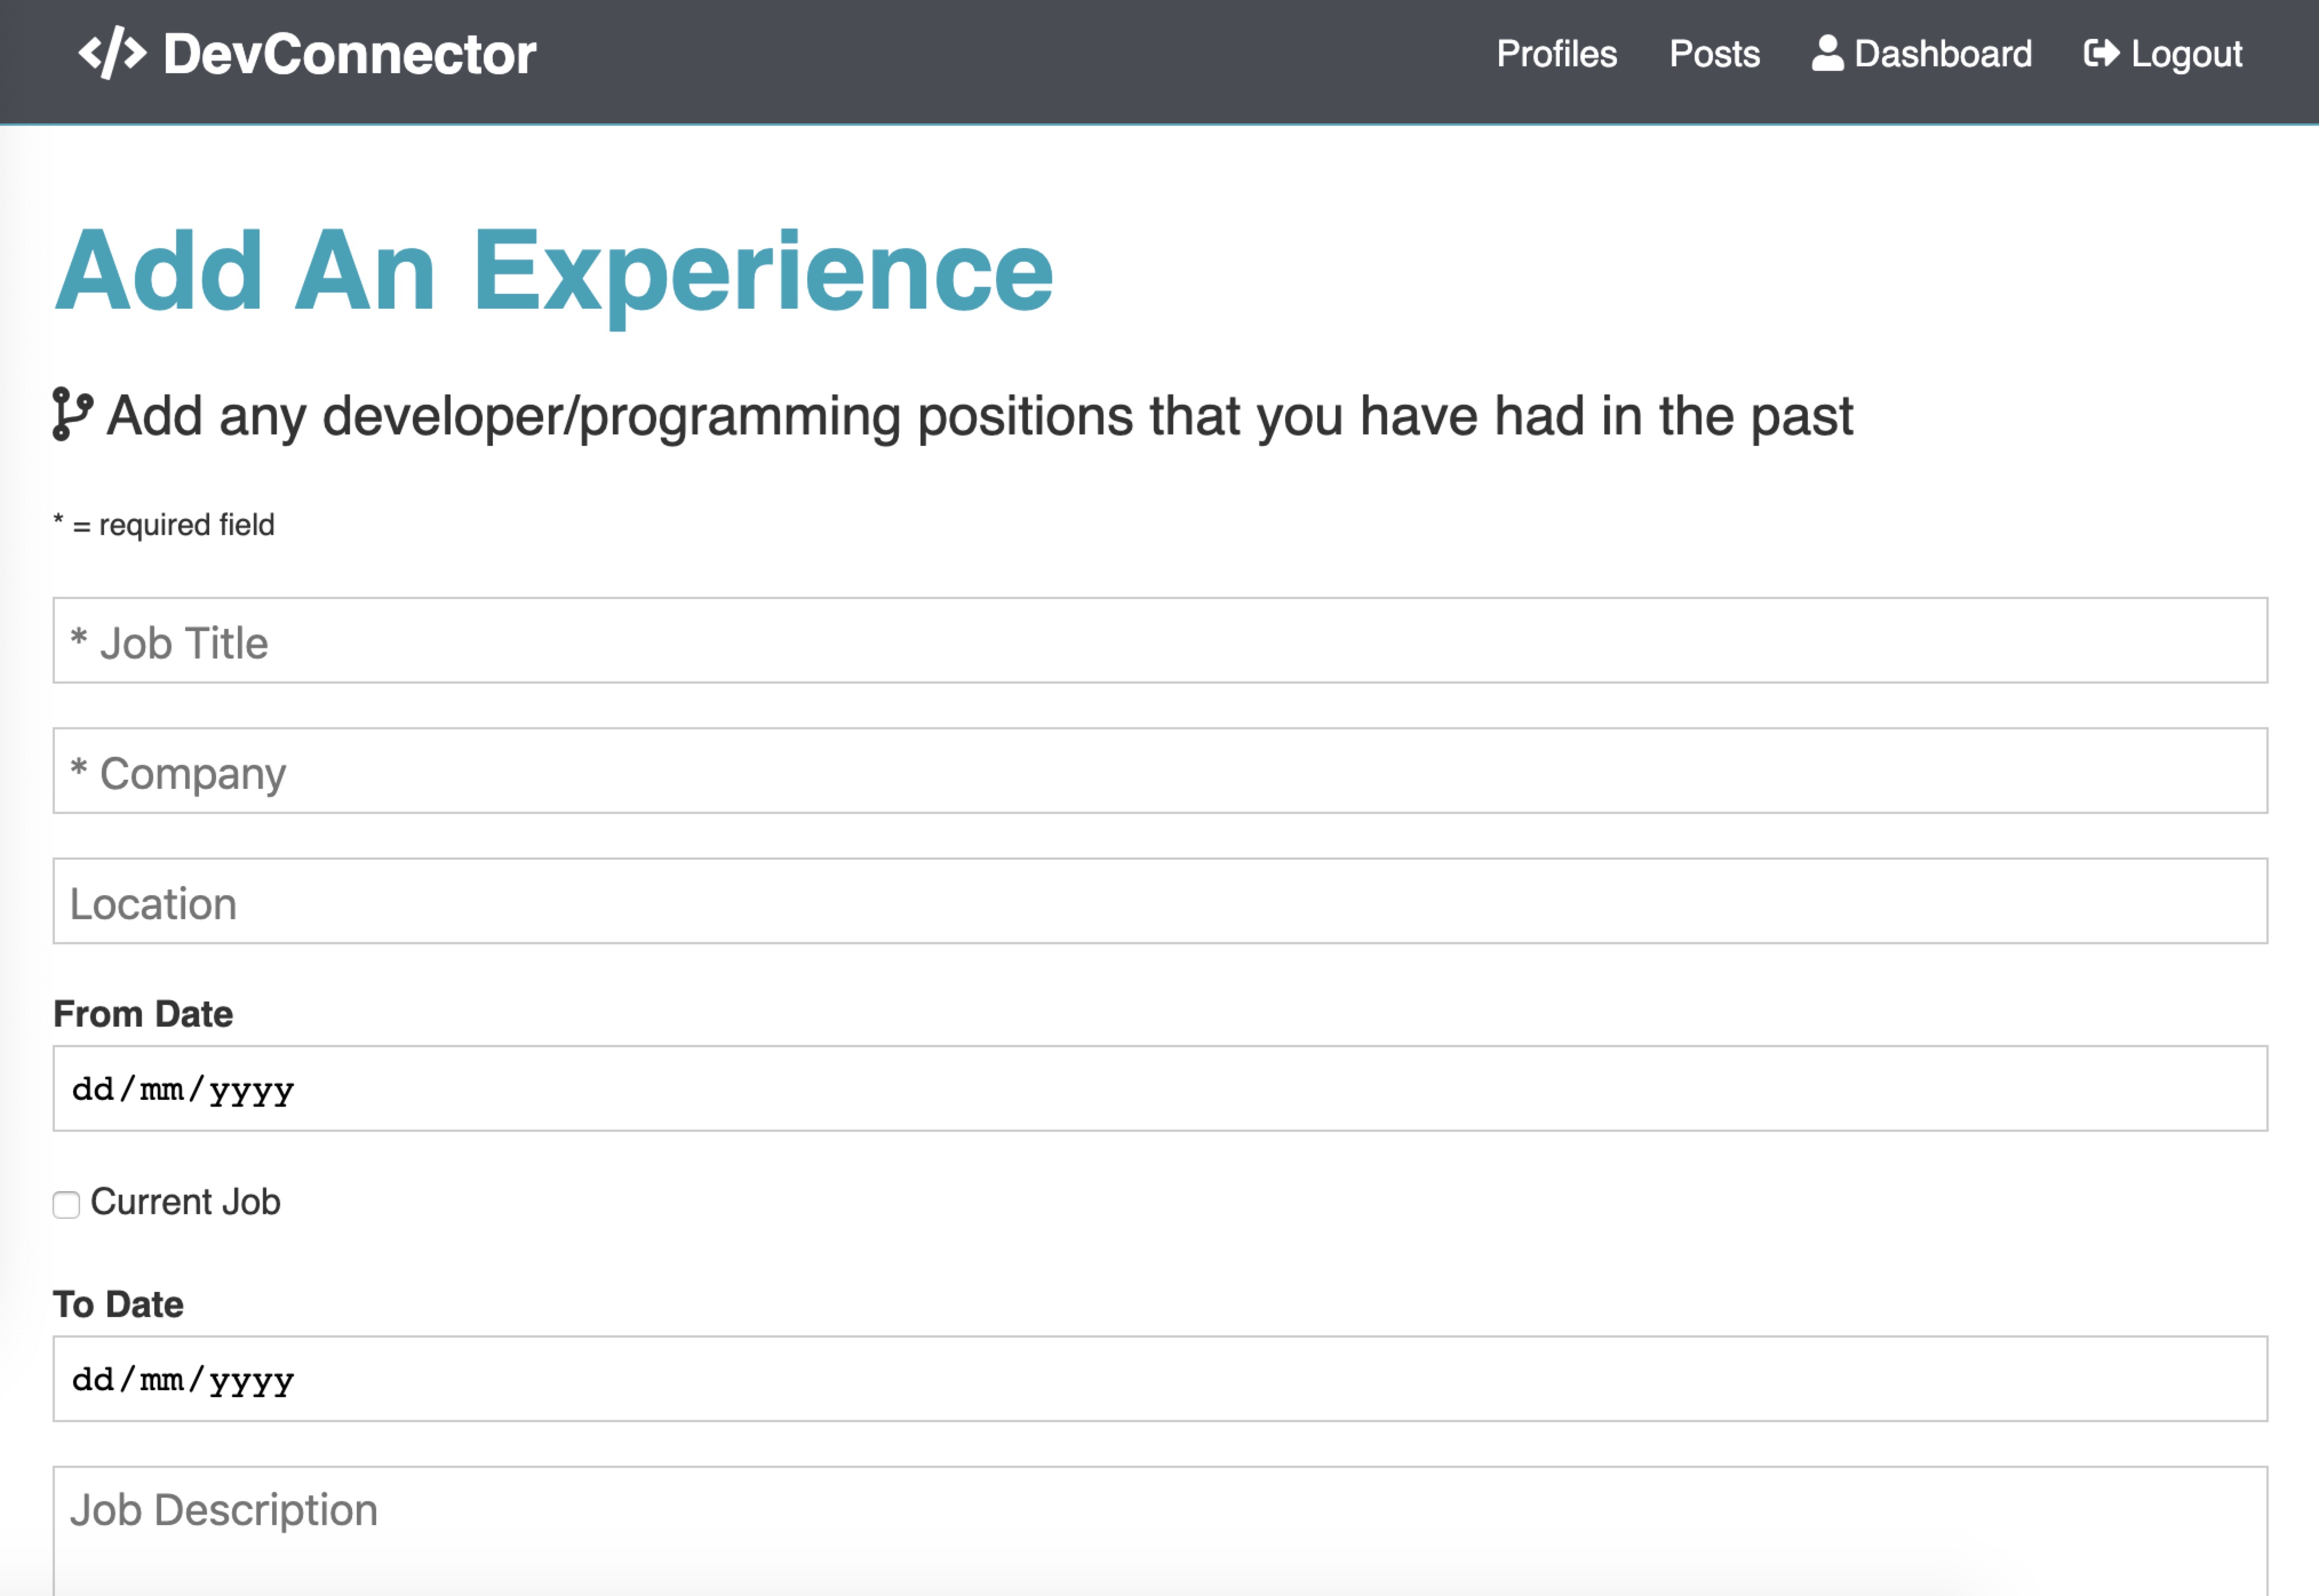 DevConnector
Profiles Posts Dashboard Logout
Add An Experience
Add any developer/programming positions that you have had in the past
* = required field
* Job Title
* Company
Location
From Date
dd/mm/yyyy
Current Job
To Date
dd/mm/yyyy
Job Description